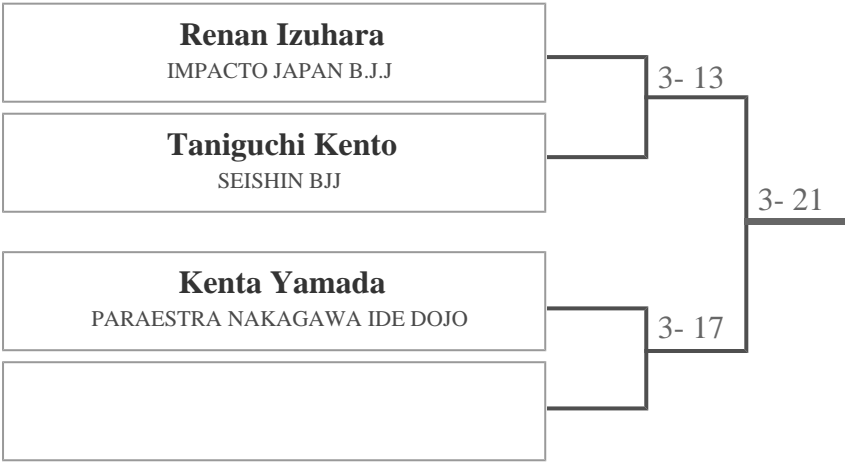 Renan Izuhara
IMPACTO JAPAN B.J.J
3- 13
Taniguchi Kento
SEISHIN BJJ
3- 21
Kenta Yamada
PARAESTRA NAKAGAWA IDE DOJO
3- 17